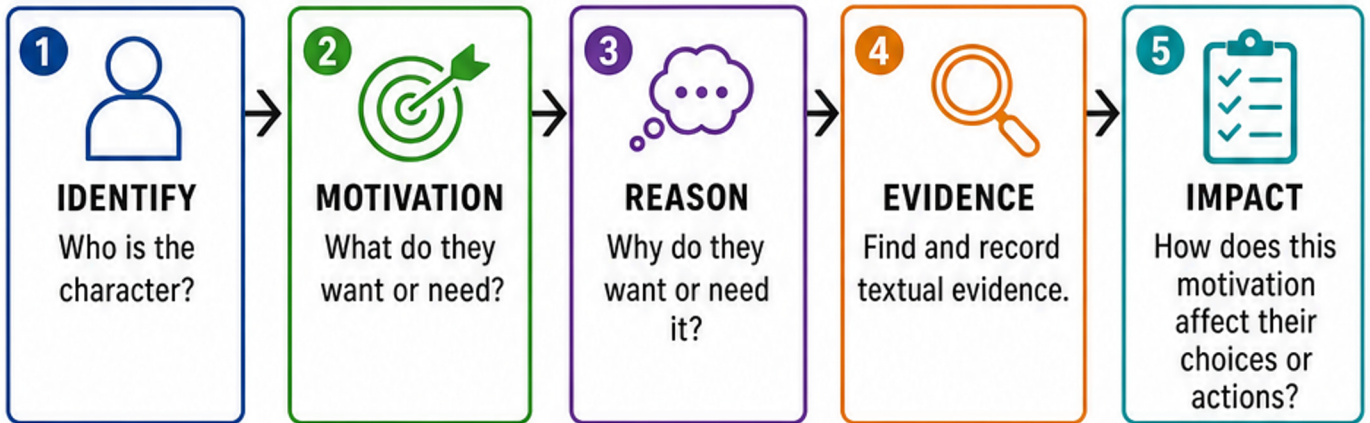 1
IDENTIFY
Who is the
character?
2
MOTIVATION
What do they
want or need?
3
REASON
Why do they
want or need
it?
4
EVIDENCE
Find and record
textual evidence.
5
IMPACT
How does this
motivation
affect their
choices or
actions?